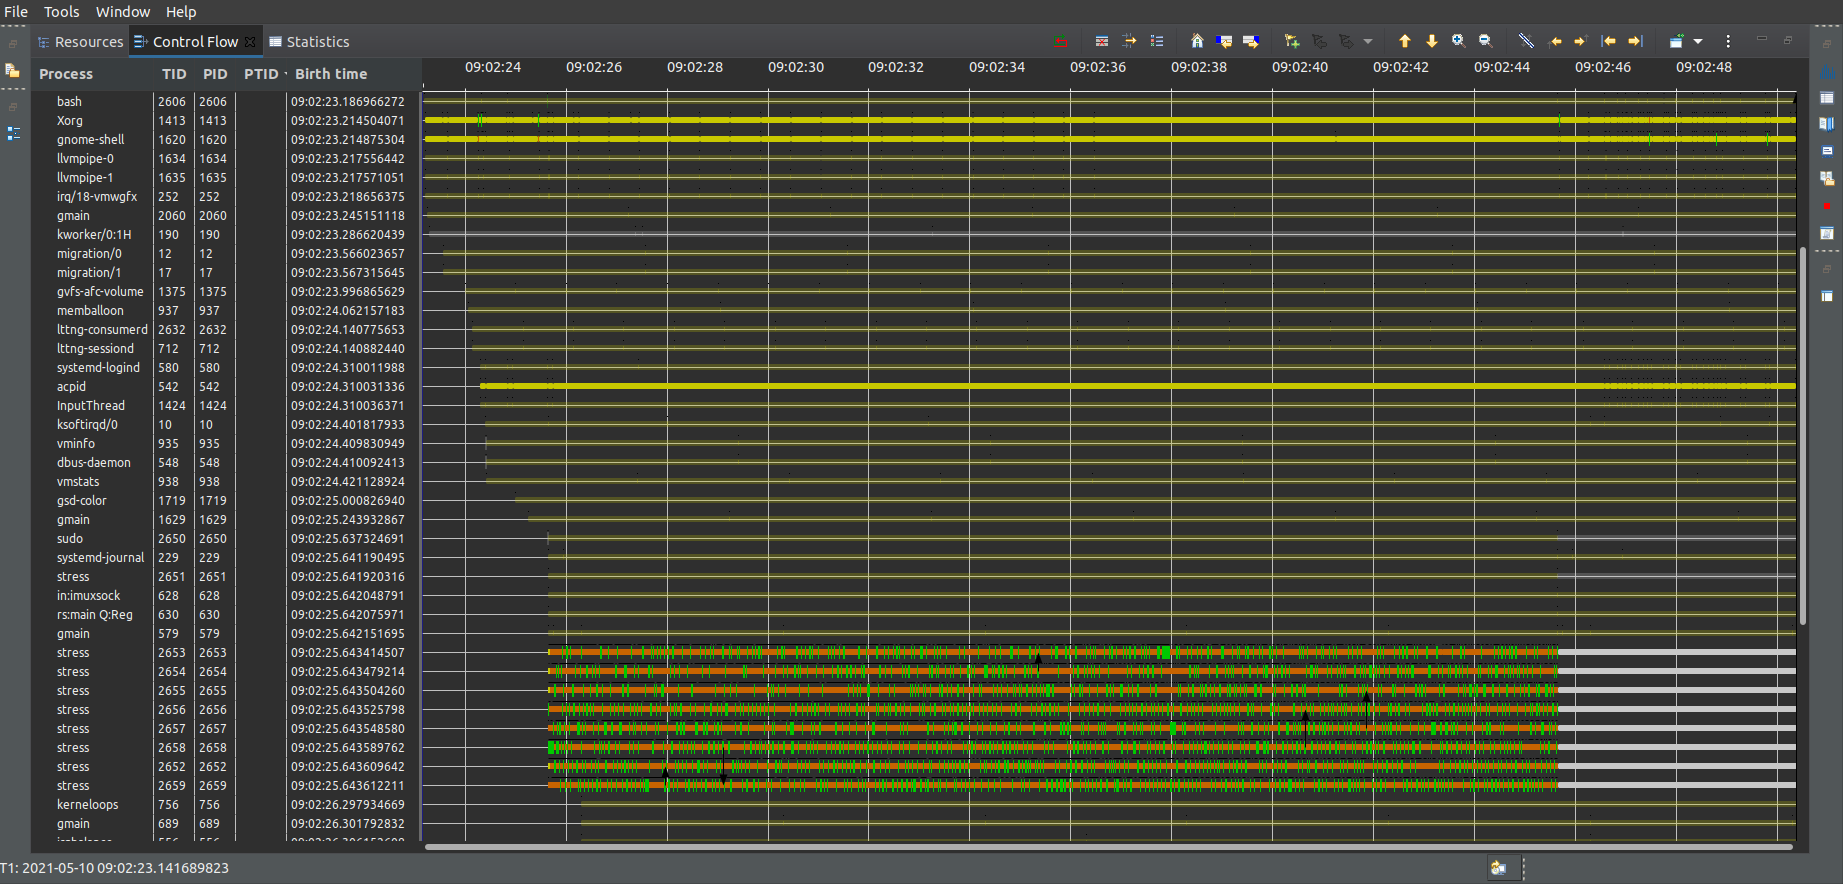 File Tools Window Help
Resources Control Flow Statistics
Process TID PID PTID Birth time 09:02:24 09:02:26 09:02:28 09:02:30 09:02:32 09:02:34 09:02:36 09:02:38 09:02:40 09:02:42 09:02:44 09:02:46 09:02:48
bash 2606 2606 09:02:23.186966272
Xorg 1413 1413 09:02:23.214504071
gnome-shell 1620 1620 09:02:23.214875304
llvmpipe-0 1634 1634 09:02:23.217556442
llvmpipe-1 1635 1635 09:02:23.217571051
irq/18-vmwgfx 252 252 09:02:23.218656375
gmain 2060 2060 09:02:23.245151118
kworker/0:1H 190 190 09:02:23.286620439
migration/0 12 12 09:02:23.566023657
migration/1 17 17 09:02:23.567315645
gvfs-afc-volume 1375 1375 09:02:23.996865629
memballoon 937 937 09:02:24.062157183
lttng-consumerd 2632 2632 09:02:24.140775653
lttng-sessiond 712 712 09:02:24.140882440
systemd-logind 580 580 09:02:24.310011988
acpid 542 542 09:02:24.310031336
InputThread 1424 1424 09:02:24.310036371
ksoftirqd/0 10 10 09:02:24.401817933
vminfo 935 935 09:02:24.409830949
dbus-daemon 548 548 09:02:24.410092413
vmstats 938 938 09:02:24.421128924
gsd-color 1719 1719 09:02:25.000826940
gmain 1629 1629 09:02:25.243932867
sudo 2650 2650 09:02:25.637324691
systemd-journal 229 229 09:02:25.641190495
stress 2651 2651 09:02:25.641920316
in:imuxsock 628 628 09:02:25.642048791
rs:main Q:Reg 630 630 09:02:25.642075971
gmain 579 579 09:02:25.642151695
stress 2653 2653 09:02:25.643414507
stress 2654 2654 09:02:25.643479214
stress 2655 2655 09:02:25.643504260
stress 2656 2656 09:02:25.643525798
stress 2657 2657 09:02:25.643548580
stress 2658 2658 09:02:25.643589762
stress 2652 2652 09:02:25.643609642
stress 2659 2659 09:02:25.643612211
kerneloops 756 756 09:02:26.297934669
gmain 689 689 09:02:26.301792832
T1: 2021-05-10 09:02:23.141689823